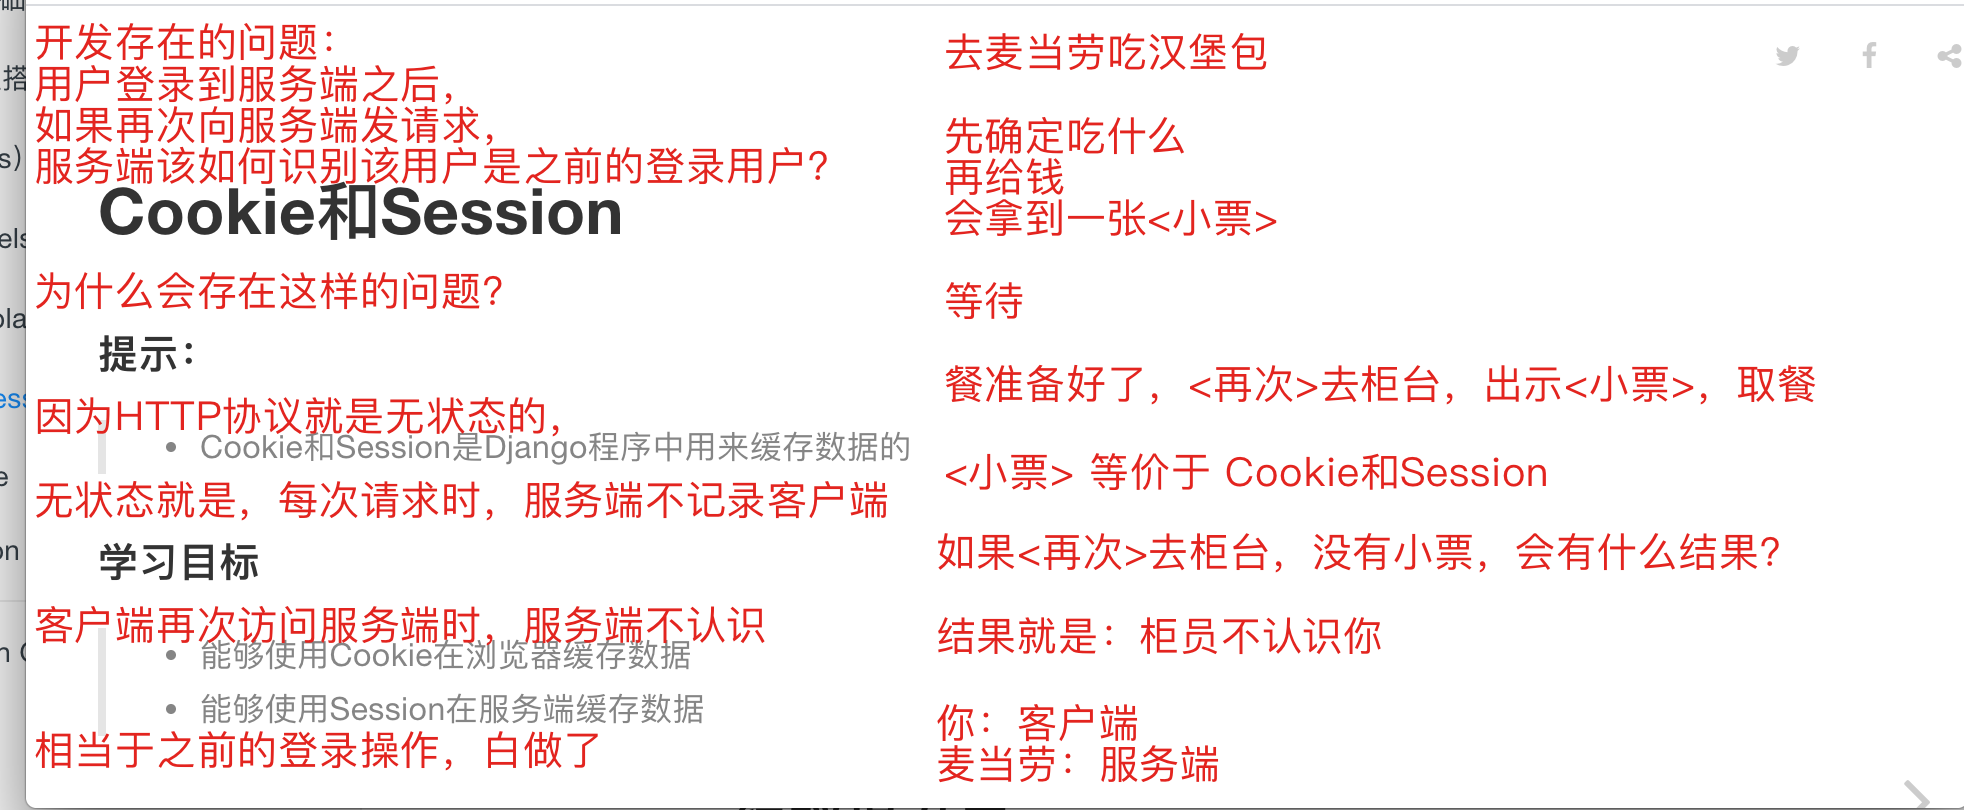 开发存在的问题：
用户登录到服务端之后，
如果再次向服务端发请求，
服务端该如何识别该用户是之前的登录用户？
Cookie和Session
为什么会存在这样的问题？
提示：
因为HTTP协议就是无状态的，
• Cookie和Session是Django程序中用来缓存数据的
无状态就是，每次请求时，服务端不记录客户端
学习目标
客户端再次访问服务端时，服务端不认识
• 能够使用Cookie在浏览器缓存数据
• 能够使用Session在服务端缓存数据
相当于之前的登录操作，白做了
去麦当劳吃汉堡包
先确定吃什么
再给钱
会拿到一张<小票>
等待
餐准备好了，<再次>去柜台，出示<小票>，取餐
<小票> 等价于 Cookie和Session
如果<再次>去柜台，没有小票，会有什么结果？
结果就是：柜员不认识你
你：客户端
麦当劳：服务端